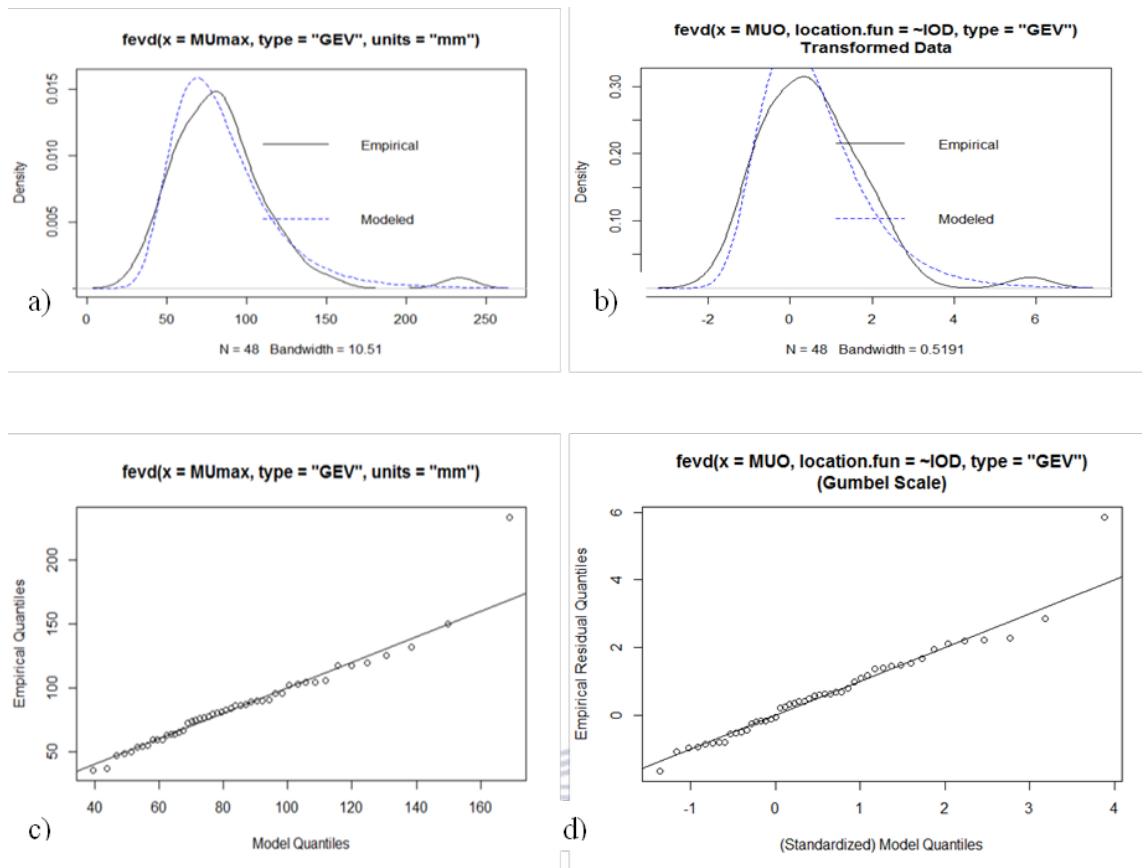 fevd(x = MUmax, type = "GEV", units = "mm")
Density
0.005
0.010
0.015
Empirical
Modeled
0 50 100 150 200 250
N = 48 Bandwidth = 10.51
a)
fevd(x = MUO, location.fun = ~IOD, type = "GEV")
Transformed Data
Density
0.10
0.20
0.30
Empirical
Modeled
-2 0 2 4 6
N = 48 Bandwidth = 0.5191
b)
fevd(x = MUmax, type = "GEV", units = "mm")
Empirical Quantiles
50
100
150
200
40 60 80 100 120 140 160
Model Quantiles
c)
fevd(x = MUO, location.fun = ~IOD, type = "GEV")
(Gumbel Scale)
Empirical Residual Quantiles
0
2
4
6
-1 0 1 2 3 4
(Standardized) Model Quantiles
d)